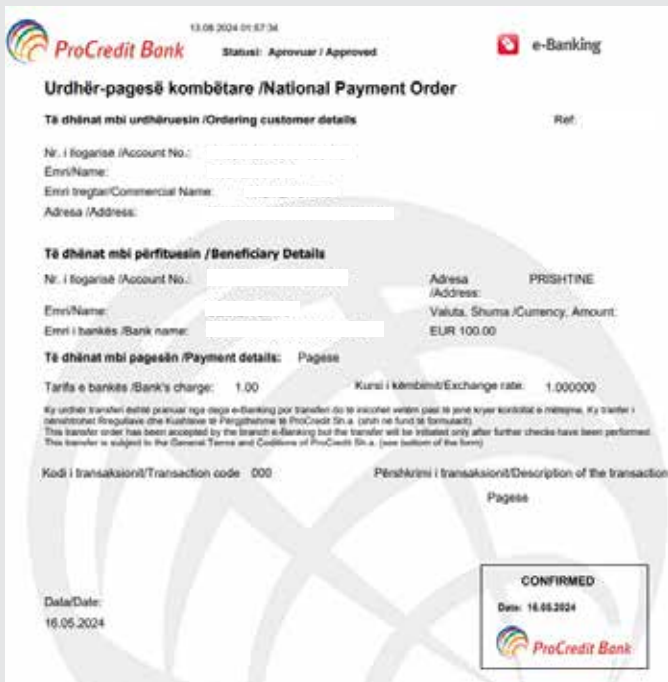 13.08.2024 01:57:34
ProCredit Bank
Statusi: Aprovuar / Approved
e-Banking
Urdhër-pagesë kombëtare /National Payment Order
Të dhënat mbi urdhëruesin /Ordering customer details
Ref:
Nr. i llogarisë /Account No.:
Emri/Name:
Emri tregtar/Commercial Name:
Adresa /Address:
Të dhënat mbi përfituesin /Beneficiary Details
Nr. i llogarisë /Account No.:
Adresa /Address:
PRISHTINE
Emri/Name:
Valuta, Shuma /Currency, Amount:
Emri i bankës /Bank name:
EUR 100.00
Të dhënat mbi pagesën /Payment details: Pagese
Tarifa e bankës /Bank's charge: 1.00
Kursi i këmbimit/Exchange rate: 1.000000
This transfer order has been accepted by the branch e-Banking but the transfer will be initiated only after further checks have been performed.
This transfer is subject to the General Terms and Coditions of ProCredit Sh.a. (see bottom of the form)
Kodi i transaksionit/Transaction code 000
Përshkrimi i transaksionit/Description of the transaction
Pagese
Data/Date:
16.05.2024
CONFIRMED
Date: 16.05.2024
ProCredit Bank